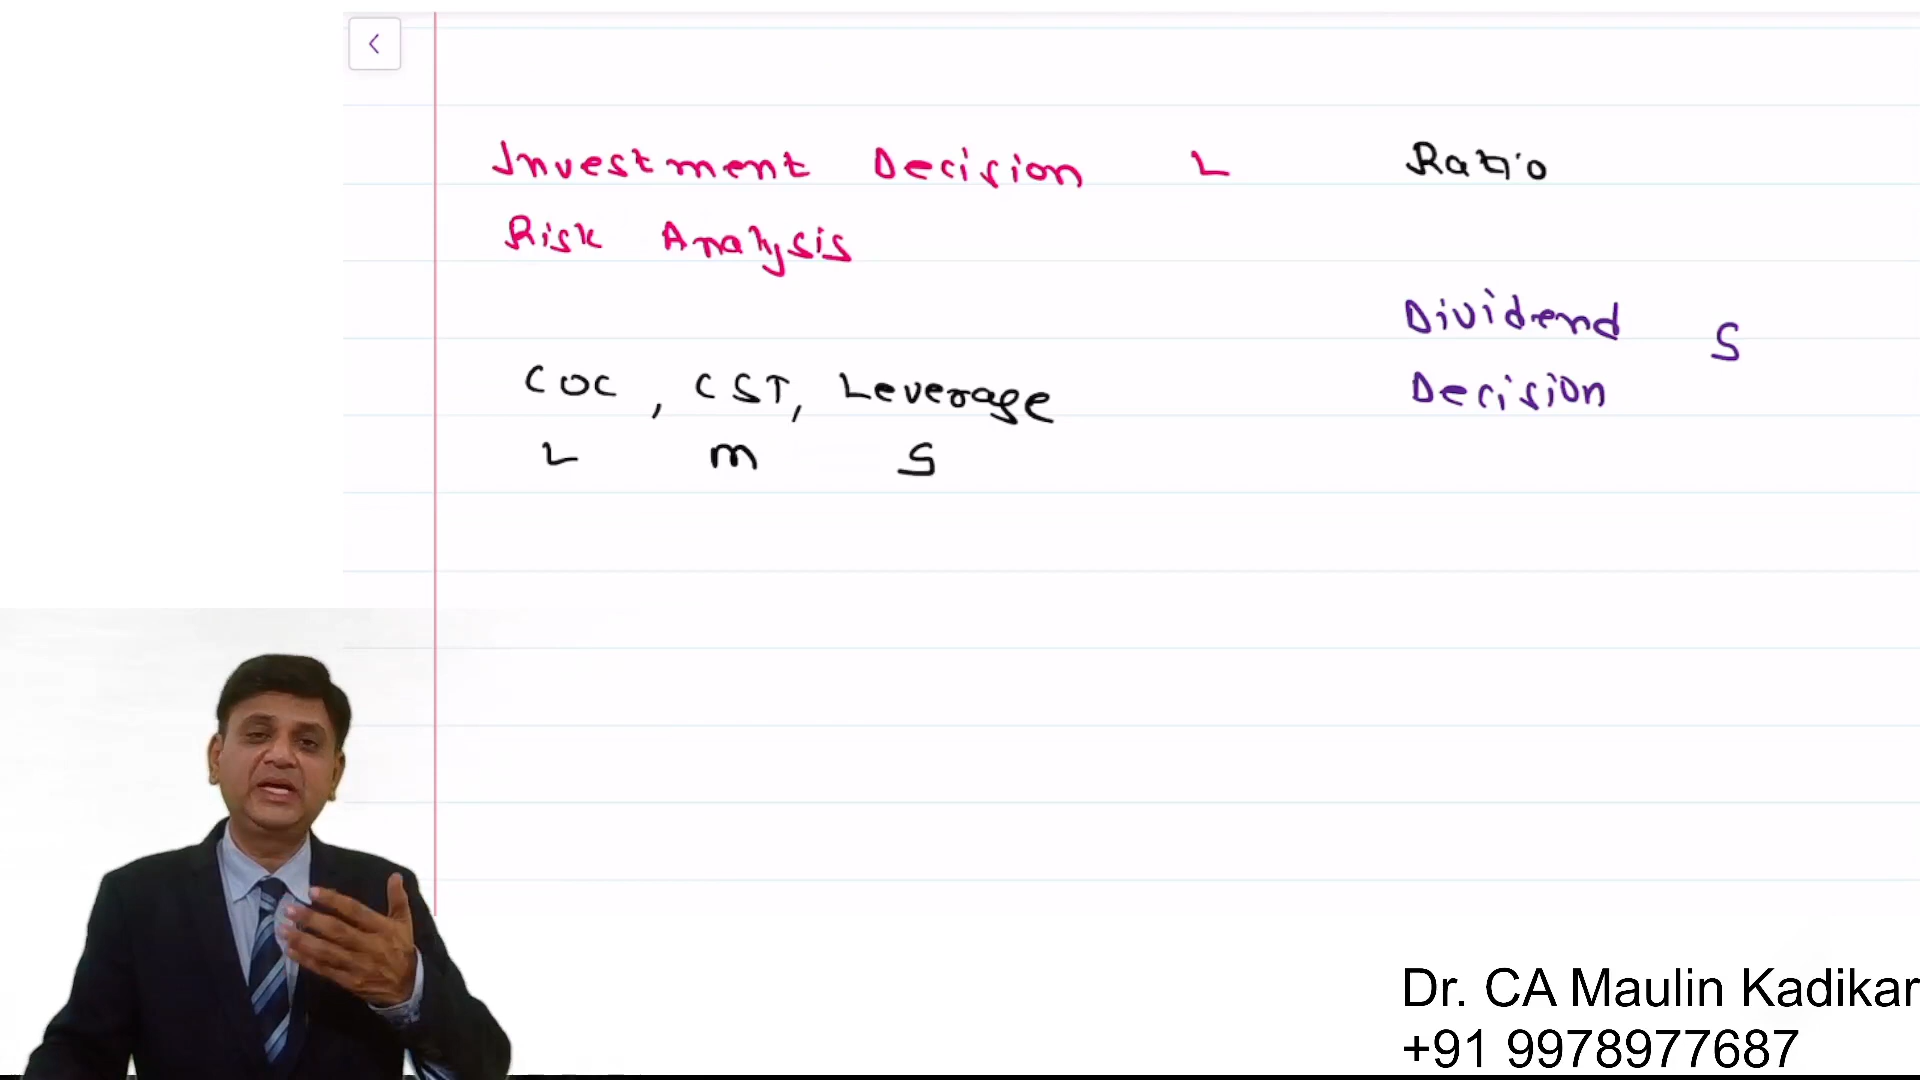 Investment Decision L Ratio
Risk Analysis
Dividend S
Decision
COC, CST, Leverage
L m S
Dr. CA Maulin Kadikar
+91 9978977687